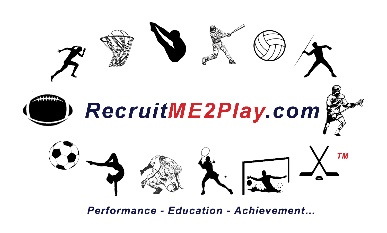 RecruitME2Play.com
TM
Performance - Education - Achievement...